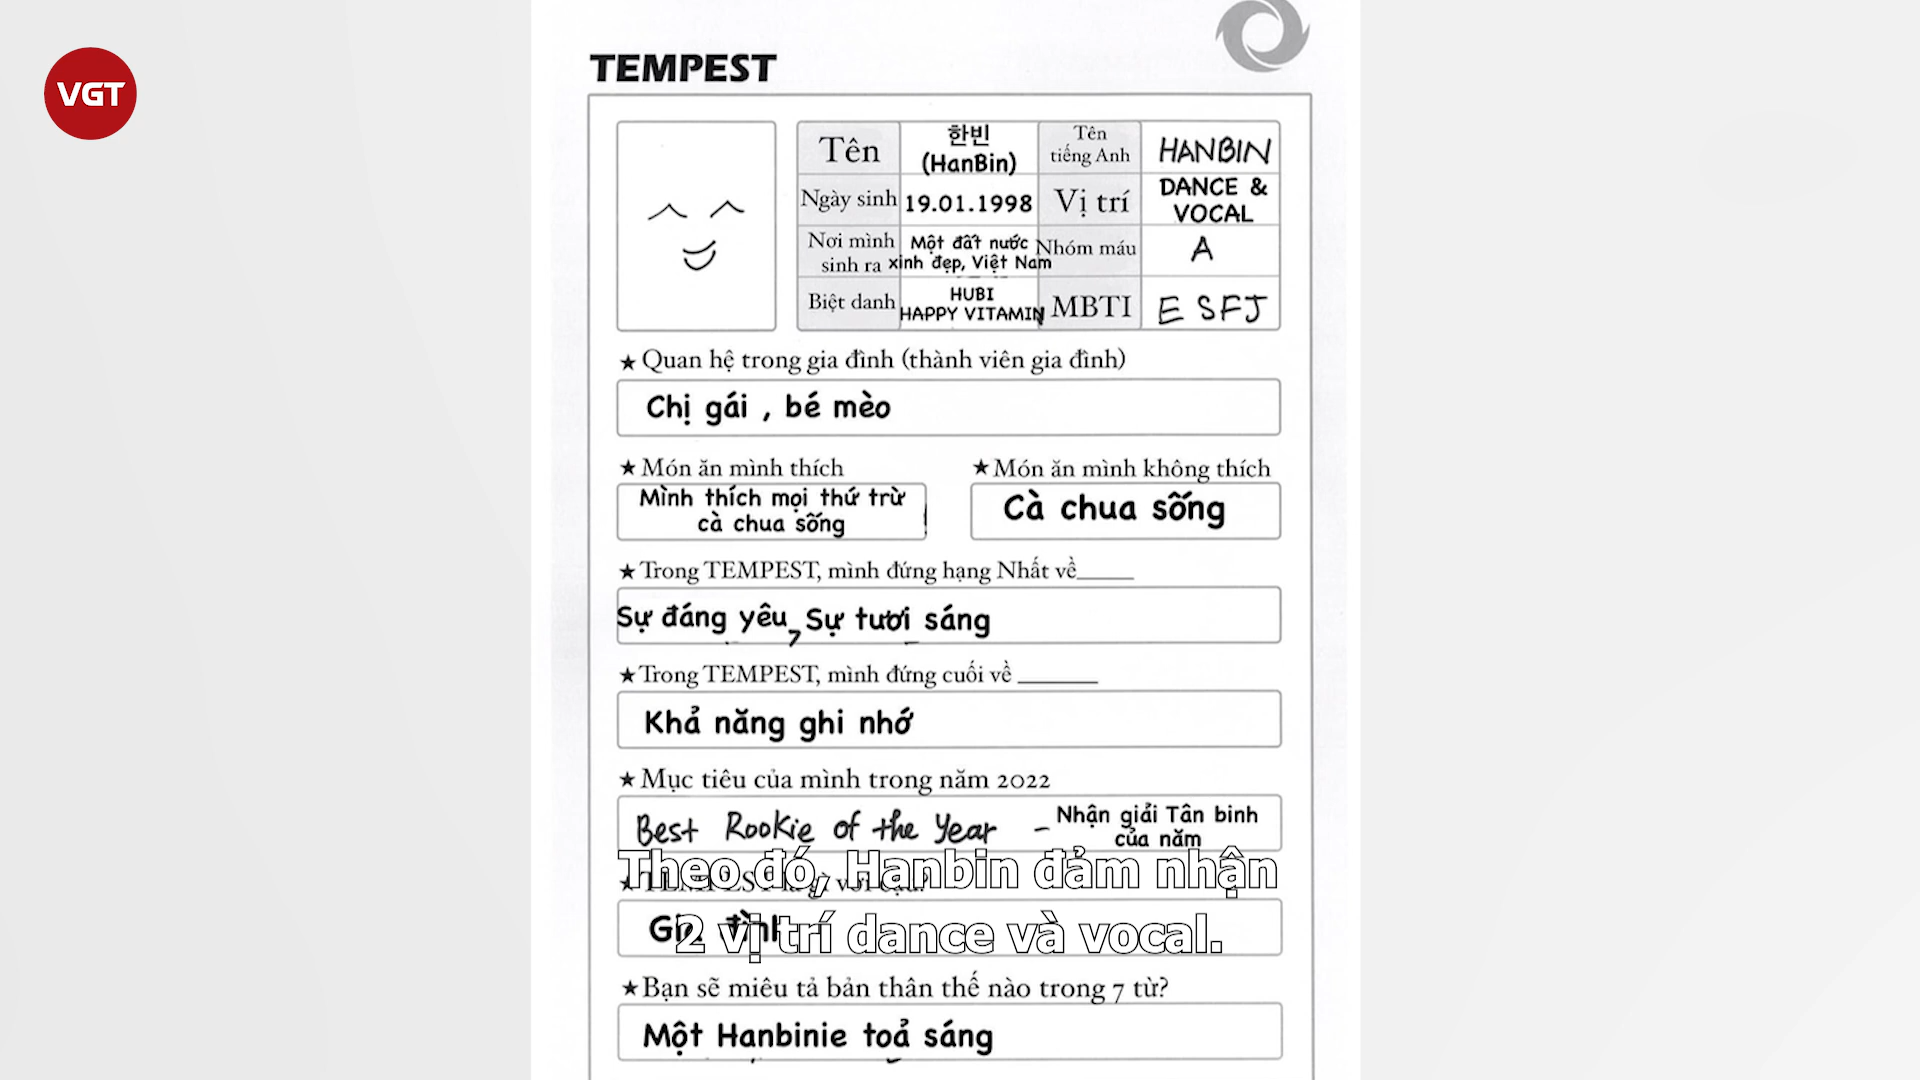 VGT
TEMPEST
Tên
한빈
(HanBin)
Tên
tiếng Anh
HANBIN
Ngày sinh
19.01.1998
Vị trí
DANCE &
VOCAL
Nơi mình
sinh ra
Một đất nước
xinh đẹp, Việt Nam
Nhóm máu
A
Biệt danh
HUBI
HAPPY VITAMIN
MBTI
ESFJ
★ Quan hệ trong gia đình (thành viên gia đình)
Chị gái , bé mèo
★ Món ăn mình thích
Mình thích mọi thứ trừ
cà chua sống
★ Món ăn mình không thích
Cà chua sống
★ Trong TEMPEST, mình đứng hạng Nhất về____
Sự đáng yêu, Sự tươi sáng
★ Trong TEMPEST, mình đứng cuối về ____
Khả năng ghi nhớ
★ Mục tiêu của mình trong năm 2022
Best Rookie of the Year – Nhận giải Tân binh
của năm
Theo đó, Hanbin đảm nhận
2 vị trí dance và vocal.
★ TEMPEST
★ Bạn sẽ miêu tả bản thân thế nào trong 7 từ?
Một Hanbinie toả sáng